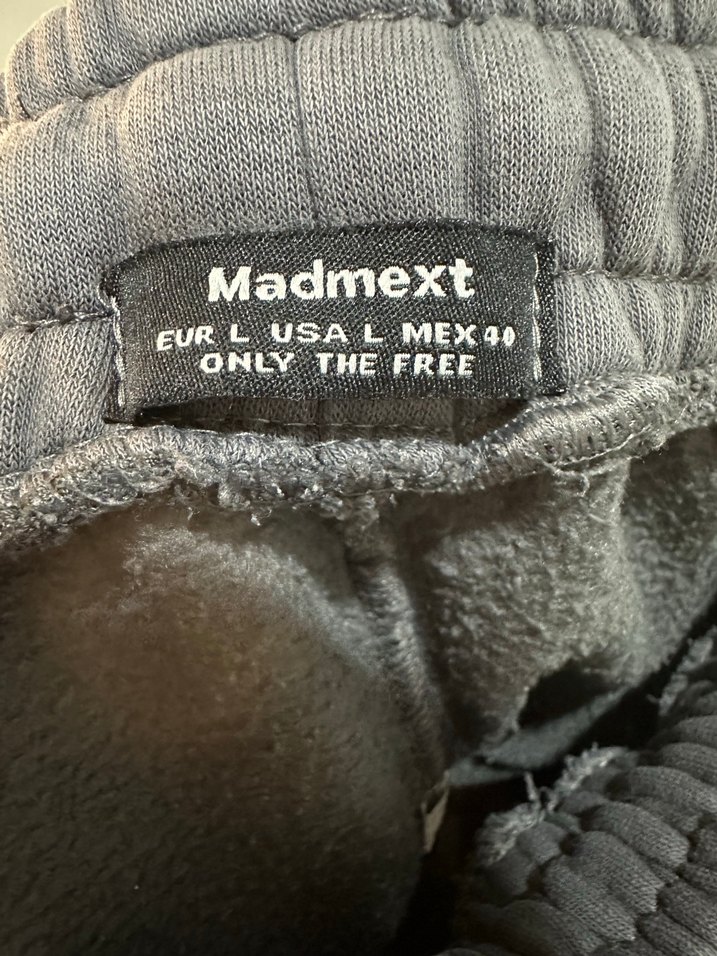 Madmext
EUR L USA L MEX 40
ONLY THE FREE